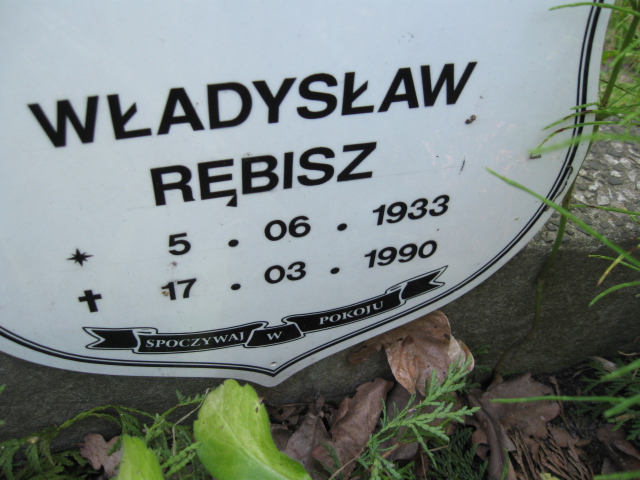 WŁADYSŁAW
RĘBISZ
5 . 06 . 1933
17 . 03 . 1990
SPOCZYWAJ W POKOJU